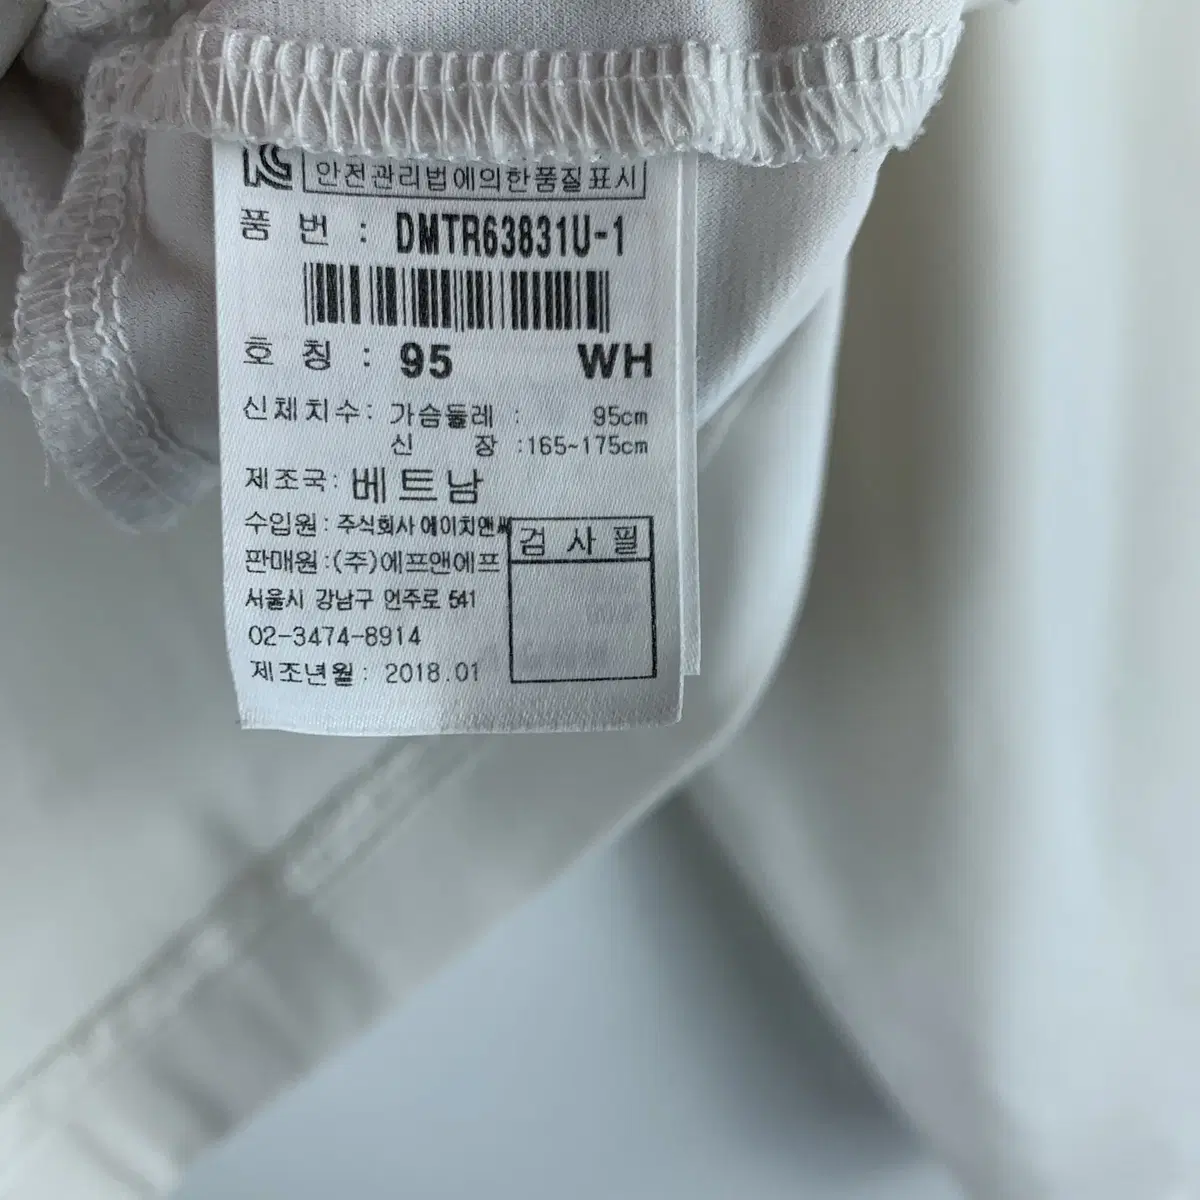 KC 안전관리법에의한품질표시
품 번 : DMTR63831U-1
호 칭 : 95 WH
신체치수: 가슴둘레 : 95cm
신 장 :165~175cm
제조국: 베트남
수입원 : 주식회사 에이치앤씨
검 사 필
판매원 :(주)에프앤에프
서울시 강남구 언주로 541
02-3474-8914
제조년월: 2018.01